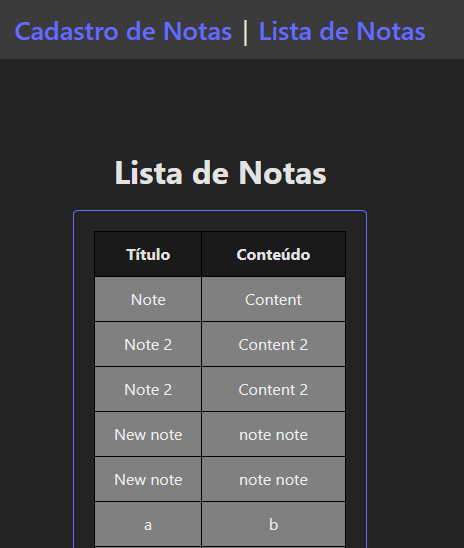 Cadastro de Notas | Lista de Notas
Lista de Notas
Título Conteúdo
Note Content
Note 2 Content 2
Note 2 Content 2
New note note note
New note note note
a b